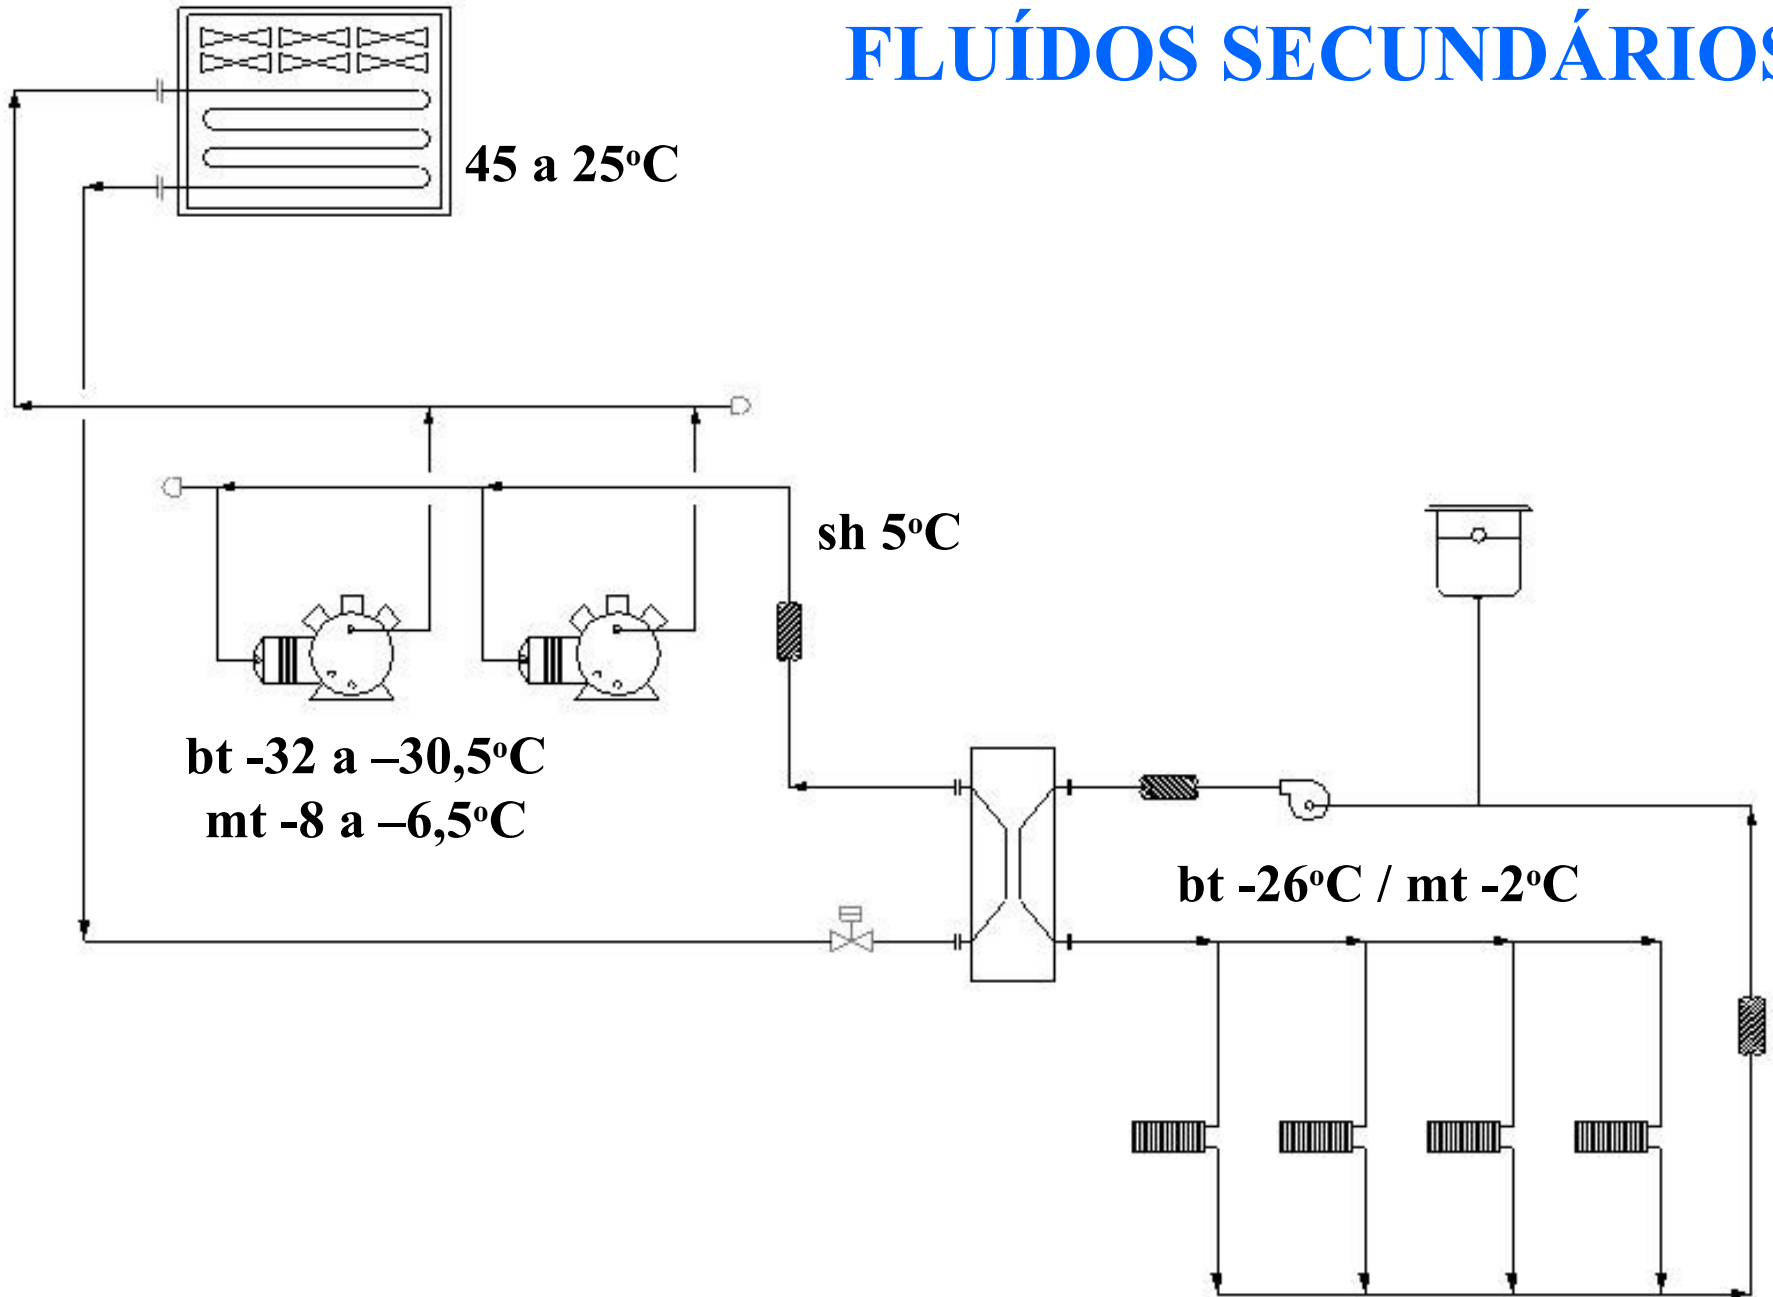 FLUÍDOS SECUNDÁRIOS
45 a 25ºC
sh 5ºC
bt -32 a –30,5ºC
mt -8 a –6,5ºC
bt -26ºC / mt -2ºC